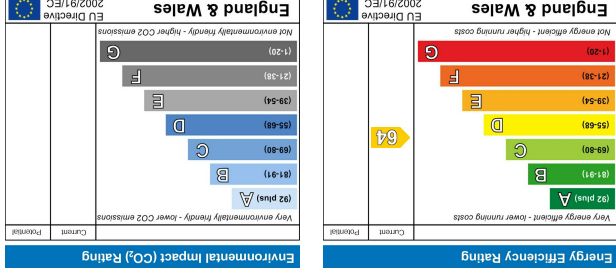 Energy Efficiency Rating
Current
Potential
Very energy efficient - lower running costs
(92 plus) A
(81-91) B
(69-80) C
(55-68) D
(39-54) E
(21-38) F
(1-20) G
64
Not energy efficient - higher running costs
England & Wales
EU Directive
2002/91/EC
Environmental Impact (CO2) Rating
Current
Potential
Very environmentally friendly - lower CO2 emissions
(92 plus) A
(81-91) B
(69-80) C
(55-68) D
(39-54) E
(21-38) F
(1-20) G
Not environmentally friendly - higher CO2 emissions
England & Wales
EU Directive
2002/91/EC